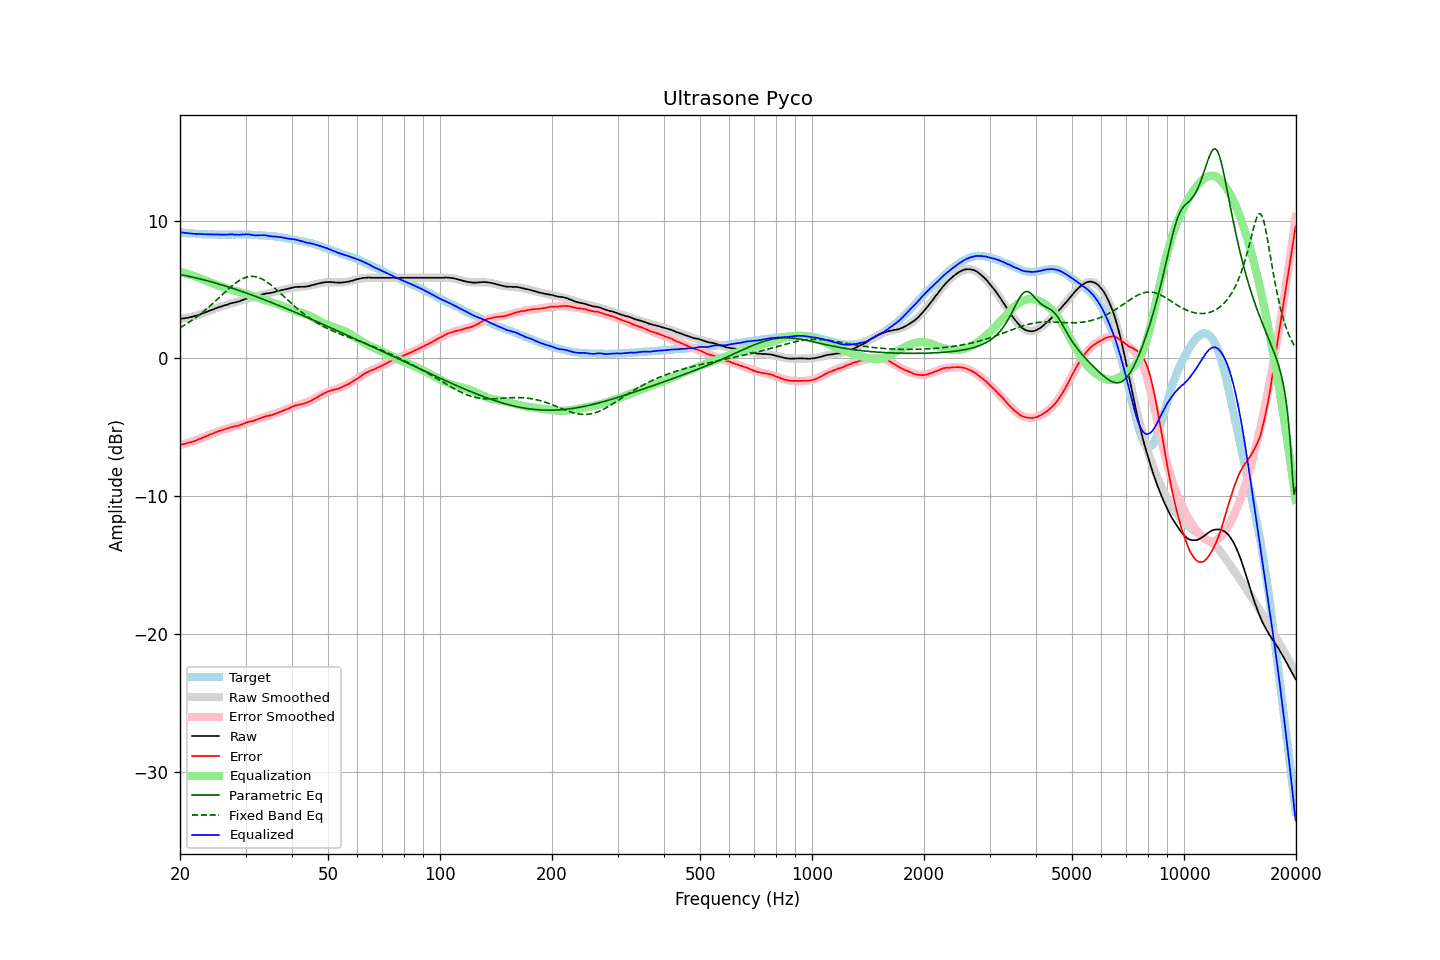 Ultrasone Pyco
Amplitude (dBr)
10
0
−10
−20
−30
Target
Raw Smoothed
Error Smoothed
Raw
Error
Equalization
Parametric Eq
Fixed Band Eq
Equalized
20 50 100 200 500 1000 2000 5000 10000 20000
Frequency (Hz)